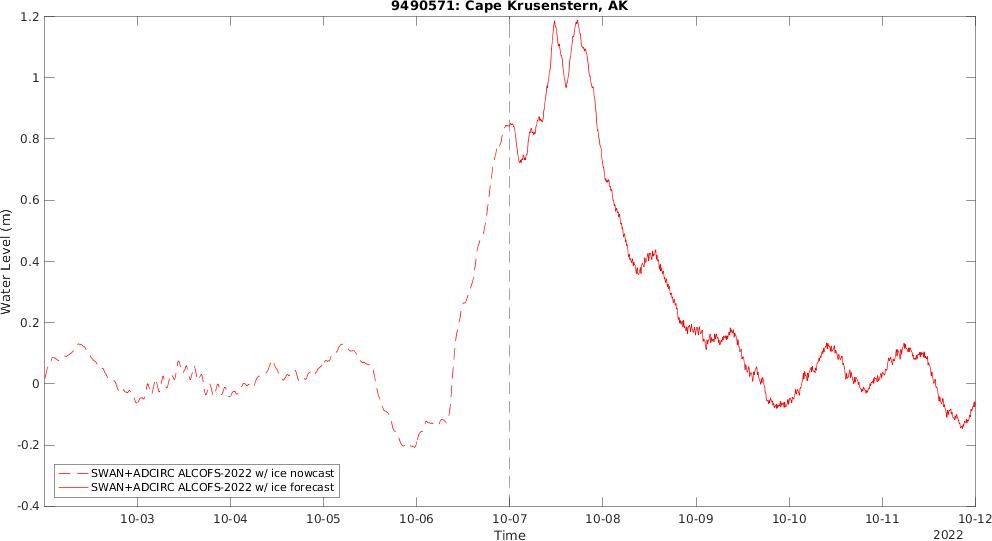 9490571: Cape Krusenstern, AK
1.2
1
0.8
0.6
0.4
0.2
0
-0.2
-0.4
Water Level (m)
SWAN+ADCIRC ALCOFS-2022 w/ ice nowcast
SWAN+ADCIRC ALCOFS-2022 w/ ice forecast
10-03 10-04 10-05 10-06 10-07 10-08 10-09 10-10 10-11 10-12
Time
2022